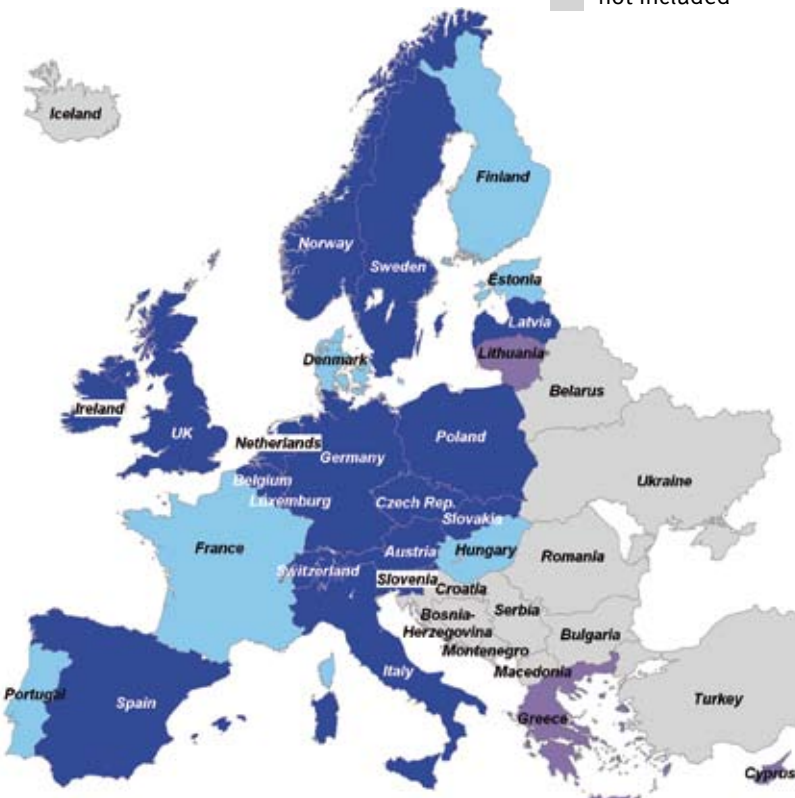 not included
Iceland
Finland
Norway
Sweden
Estonia
Latvia
Lithuania
Denmark
Belarus
Ireland
UK
Netherlands
Germany
Poland
Belgium
Luxemburg
Czech Rep.
Slovakia
Ukraine
France
Austria
Hungary
Romania
Switzerland
Slovenia
Croatia
Bosnia-
Herzegovina
Serbia
Montenegro
Bulgaria
Macedonia
Italy
Portugal
Spain
Greece
Turkey
Cyprus